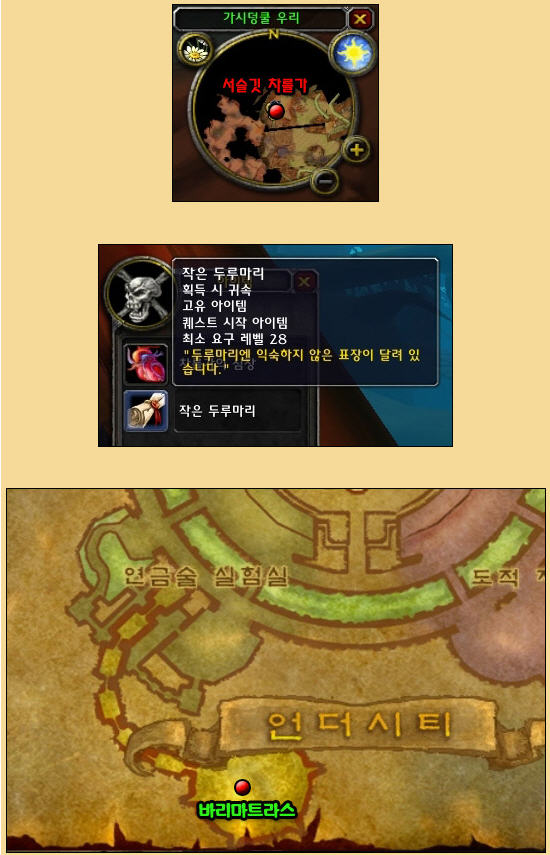 가시덩쿨 우리
N
서슬깃 차를가
작은 두루마리
획득 시 귀속
고유 아이템
퀘스트 시작 아이템
최소 요구 레벨 28
"두루마리엔 익숙하지 않은 표장이 달려 있
습니다."
작은 두루마리
연금술 실험실
도적
언더시티
바리마트라스